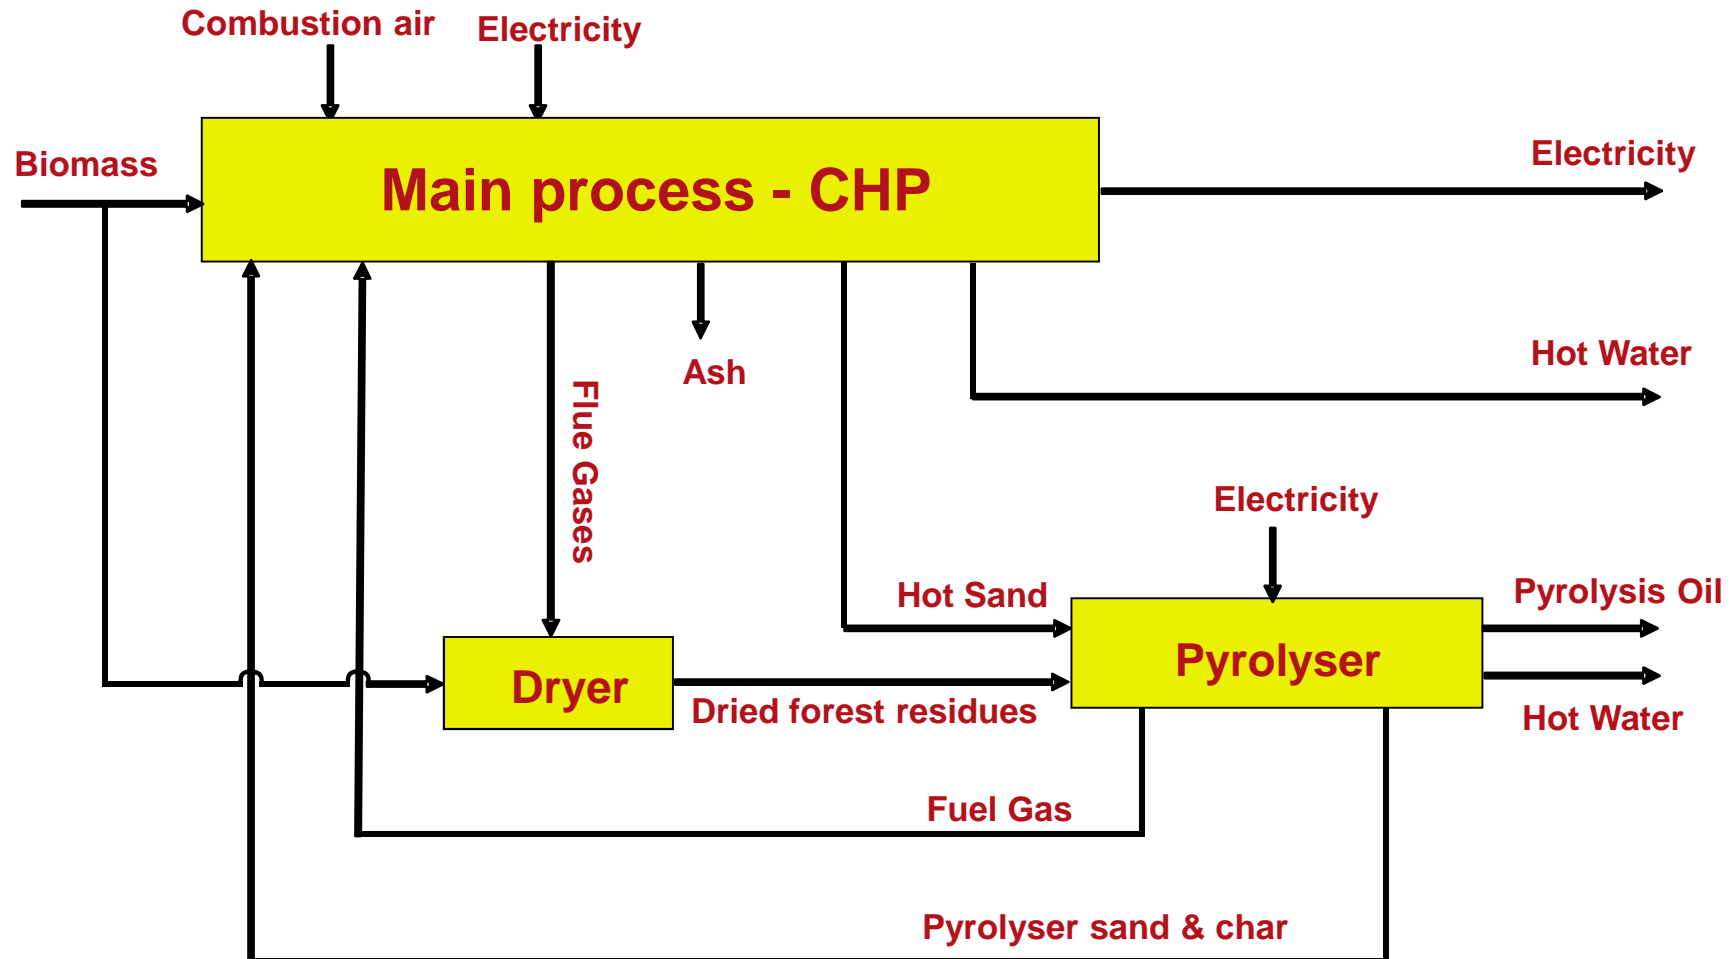 Combustion air
Electricity
Biomass
Main process - CHP
Electricity
Hot Water
Ash
Flue Gases
Electricity
Hot Sand
Pyrolysis Oil
Pyrolyser
Dryer
Dried forest residues
Hot Water
Fuel Gas
Pyrolyser sand & char